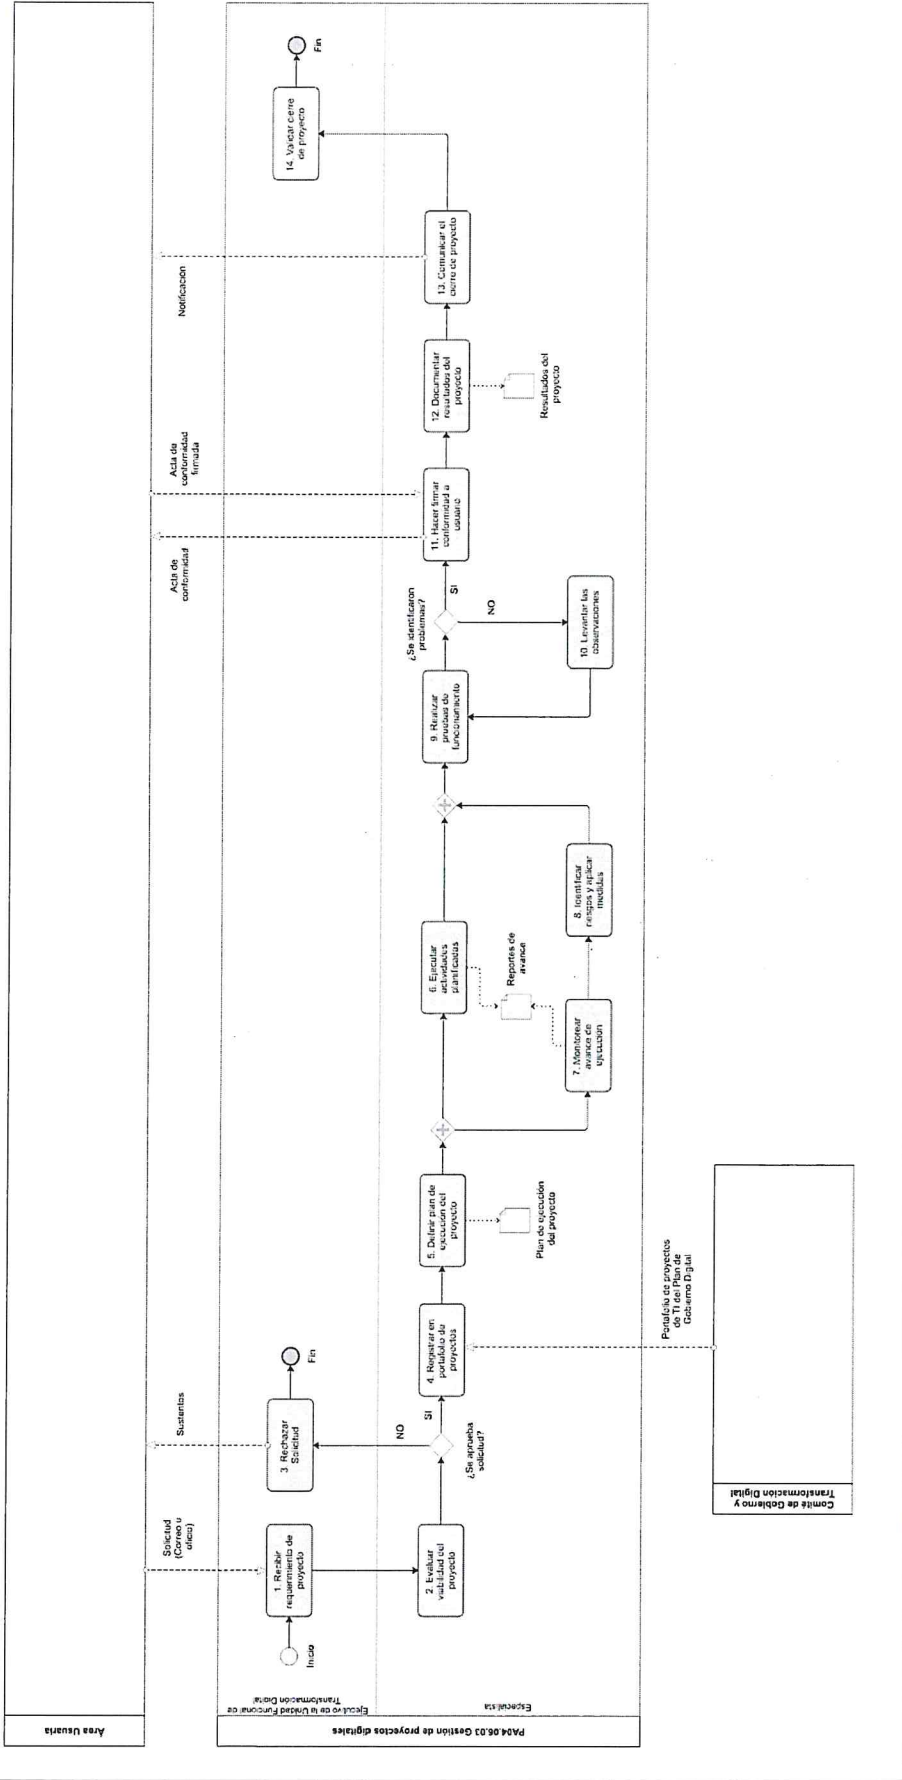 Área Usuaria
Solicitud
(Correo u
oficio)
Sustentos
Acta de
conformidad
Acta de
conformidad
firmada
Notificación
PA04.06.03 Gestión de proyectos digitales
Ejecutivo de la Unidad Funcional de
Transformación Digital
Especialista
Inicio
1. Recibir
requerimiento de
proyecto
2. Evaluar
viabilidad del
proyecto
¿Se aprueba
solicitud?
NO
SI
3. Rechazar
Solicitud
Fin
4. Registrar en
portafolio de
proyectos
5. Definir plan de
ejecución del
proyecto
Plan de ejecución
del proyecto
6. Ejecutar
actividades
planificadas
Reportes de
avance
7. Monitorear
avance de
ejecución
8. Identificar
riesgos y aplicar
medidas
9. Realizar
pruebas de
funcionamiento
¿Se identificaron
problemas?
SI
NO
10. Levantar las
observaciones
11. Hacer firmar
conformidad a
usuario
12. Documentar
resultados del
proyecto
Resultados del
proyecto
13. Comunicar el
cierre de proyecto
14. Validar cierre
de proyecto
Fin
Portafolio de proyectos
de TI del Plan de
Gobierno Digital
Comité de Gobierno y
Transformación Digital